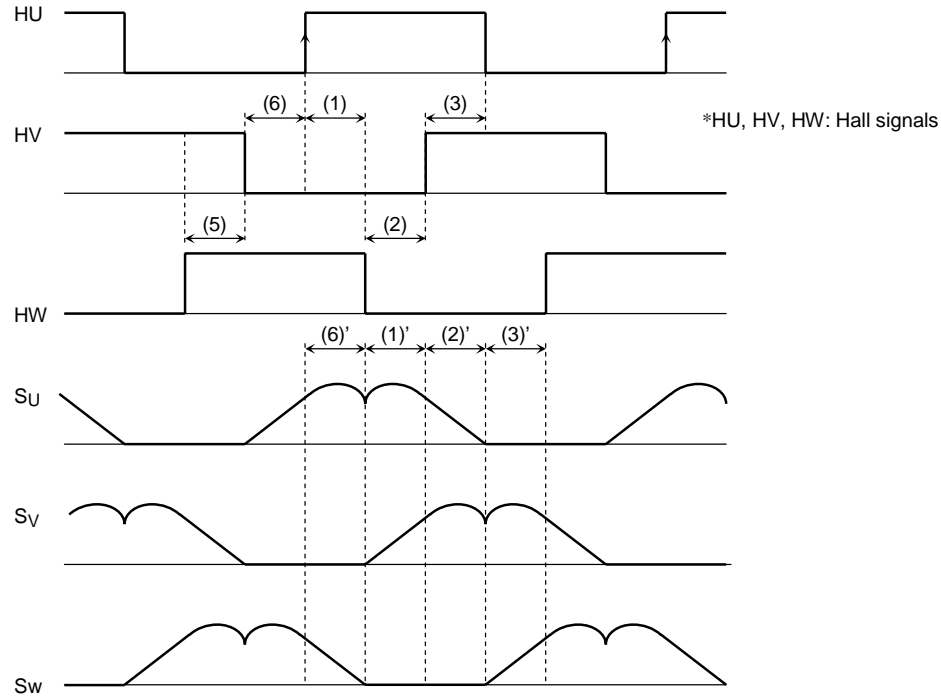 HU
(6) (1) (3)
HV
*HU, HV, HW: Hall signals
(5) (2)
HW
(6)’ (1)’ (2)’ (3)’
SU
SV
Sw